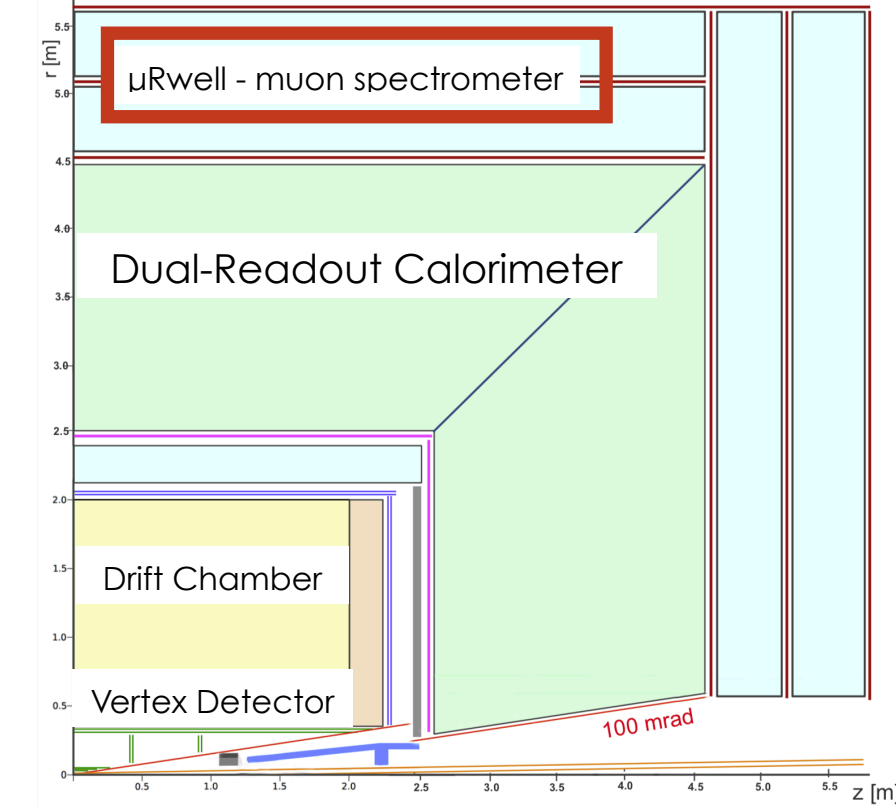 r [m]
5.5
µRwell - muon spectrometer
5.0
4.5
4.0
Dual-Readout Calorimeter
3.5
3.0
2.5
2.0
1.5
Drift Chamber
1.0
0.5
Vertex Detector
100 mrad
0
0.5 1.0 1.5 2.0 2.5 3.0 3.5 4.0 4.5 5.0 5.5
z [m